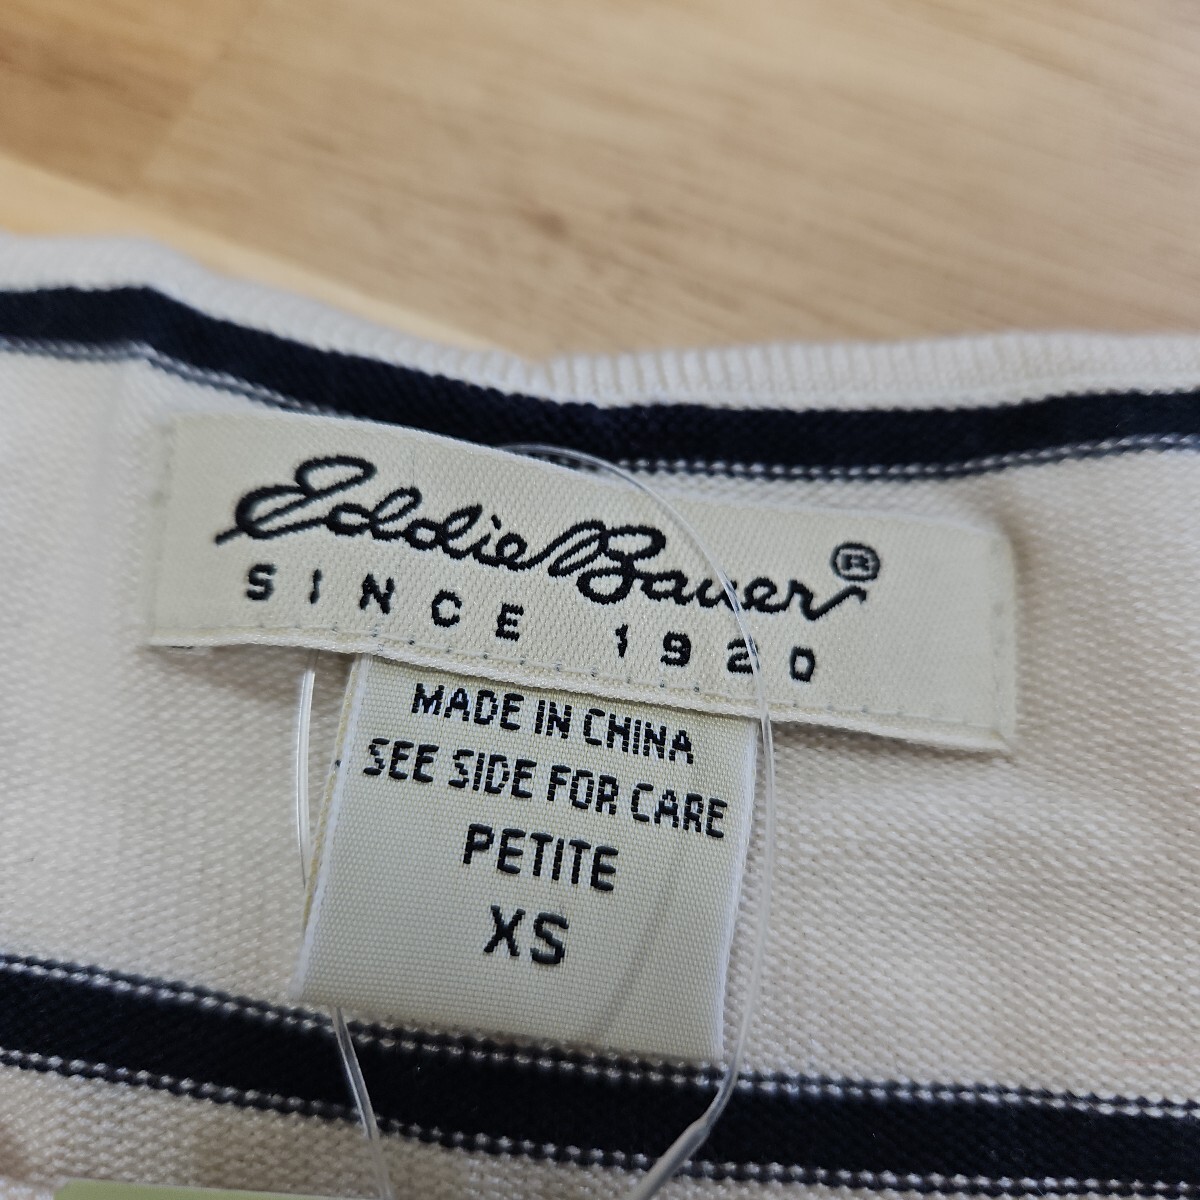 Eddie Bauer®
SINCE 1920
MADE IN CHINA
SEE SIDE FOR CARE
PETITE
XS